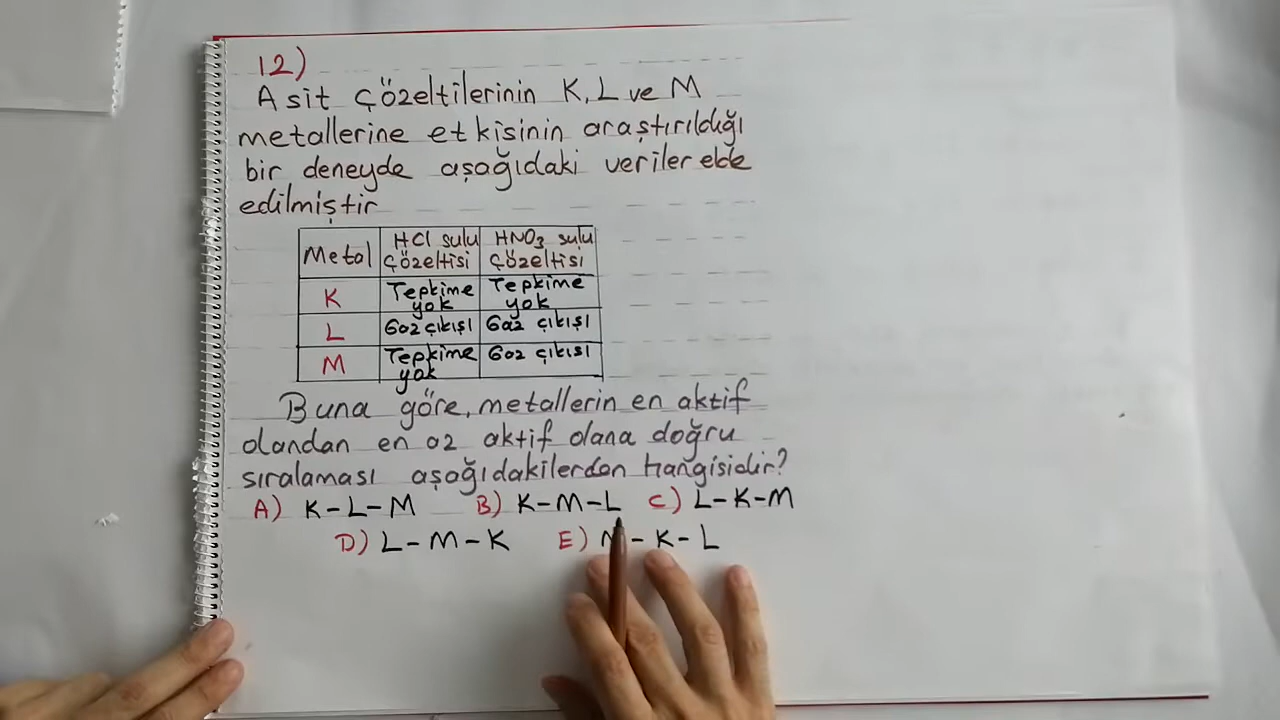 12)
Asit çözeltilerinin K, L ve M
metallerine etkisinin araştırıldığı
bir deneyde aşağıdaki veriler elde
edilmiştir
Metal HCl sulu çözeltisi HNO₃ sulu çözeltisi
K Tepkime yok Tepkime yok
L Gaz çıkışı Gaz çıkışı
M Tepkime yok Gaz çıkısı
Buna göre, metallerin en aktif
olandan en az aktif olana doğru
sıralaması aşağıdakilerdan hangisidir?
A) K-L-M B) K-M-L C) L-K-M
D) L-M-K E) M-K-L